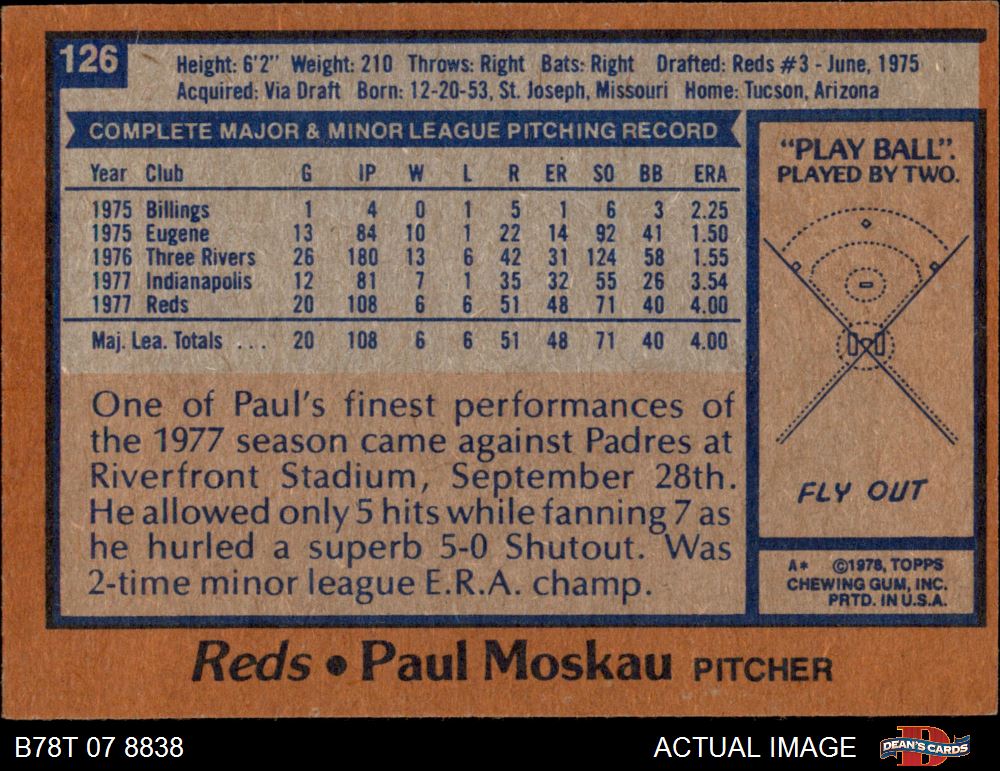 126
Height: 6'2" Weight: 210 Throws: Right Bats: Right Drafted: Reds #3 - June, 1975
Acquired: Via Draft Born: 12-20-53, St. Joseph, Missouri Home: Tucson, Arizona
COMPLETE MAJOR & MINOR LEAGUE PITCHING RECORD
Year Club G IP W L R ER SO BB ERA
1975 Billings 1 4 0 1 5 1 6 3 2.25
1975 Eugene 13 84 10 1 22 14 92 41 1.50
1976 Three Rivers 26 180 13 6 42 31 124 58 1.55
1977 Indianapolis 12 81 7 1 35 32 55 26 3.54
1977 Reds 20 108 6 6 51 48 71 40 4.00
Maj. Lea. Totals ... 20 108 6 6 51 48 71 40 4.00
One of Paul's finest performances of
the 1977 season came against Padres at
Riverfront Stadium, September 28th.
He allowed only 5 hits while fanning 7 as
he hurled a superb 5-0 Shutout. Was
2-time minor league E.R.A. champ.
"PLAY BALL".
PLAYED BY TWO.
FLY OUT
A* ©1978, TOPPS
CHEWING GUM, INC.
PRTD. IN U.S.A.
Reds • Paul Moskau PITCHER
B78T 07 8838 ACTUAL IMAGE DEAN'S CARDS